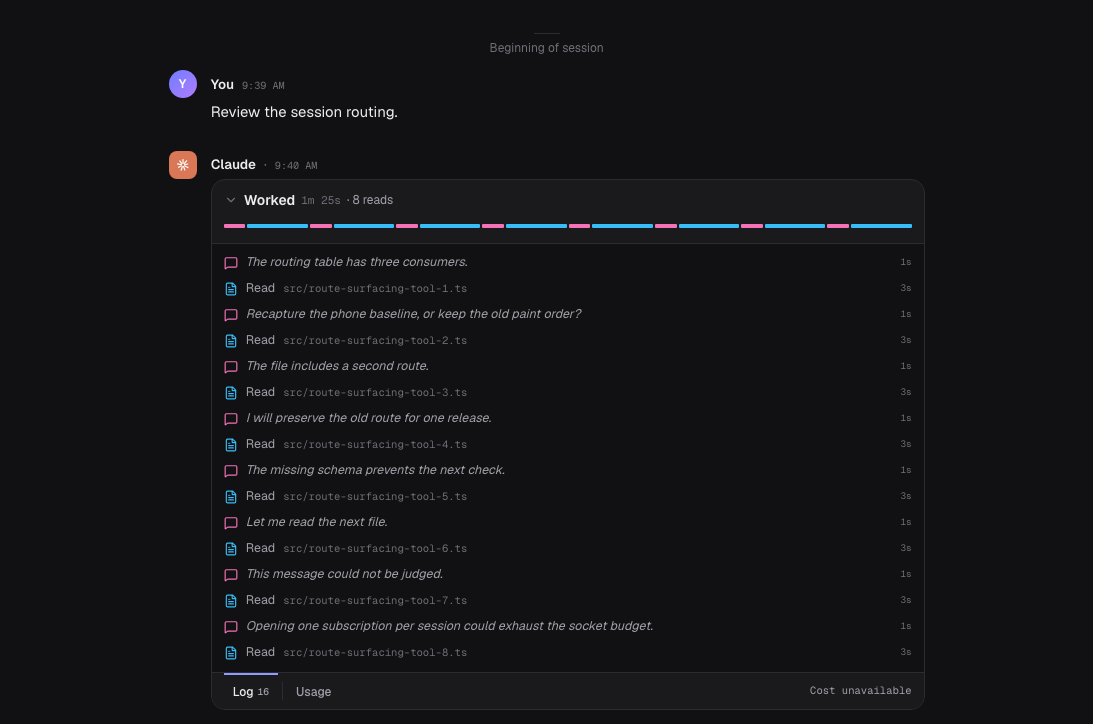 Beginning of session
Y You 9:39 AM
Review the session routing.
Claude · 9:40 AM
Worked 1m 25s · 8 reads
The routing table has three consumers. 1s
Read src/route-surfacing-tool-1.ts 3s
Recapture the phone baseline, or keep the old paint order? 1s
Read src/route-surfacing-tool-2.ts 3s
The file includes a second route. 1s
Read src/route-surfacing-tool-3.ts 3s
I will preserve the old route for one release. 1s
Read src/route-surfacing-tool-4.ts 3s
The missing schema prevents the next check. 1s
Read src/route-surfacing-tool-5.ts 3s
Let me read the next file. 1s
Read src/route-surfacing-tool-6.ts 3s
This message could not be judged. 1s
Read src/route-surfacing-tool-7.ts 3s
Opening one subscription per session could exhaust the socket budget. 1s
Read src/route-surfacing-tool-8.ts 3s
Log 16 Usage Cost unavailable